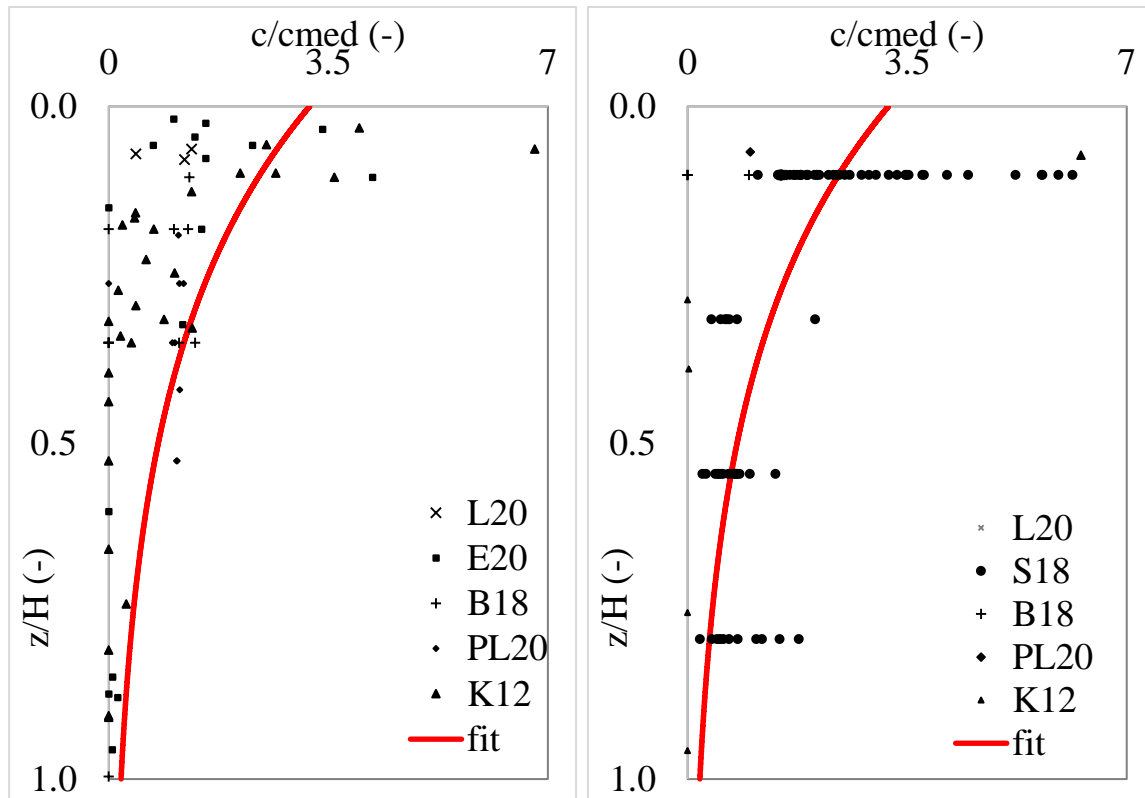 c/cmed (-)
0 3.5 7
0.0
0.5
1.0
z/H (-)
L20
E20
B18
PL20
K12
fit
c/cmed (-)
0 3.5 7
0.0
0.5
1.0
z/H (-)
L20
S18
B18
PL20
K12
fit